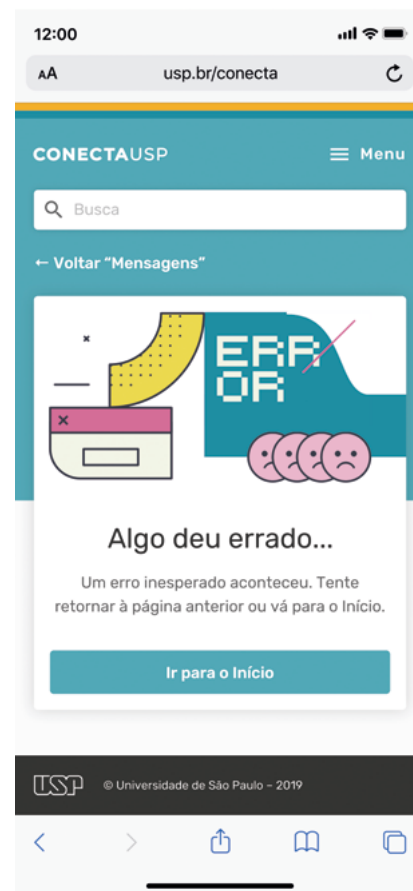 12:00
AA
usp.br/conecta
CONECTAUSP
Menu
Busca
← Voltar “Mensagens”
ERR
OR
Algo deu errado...
Um erro inesperado aconteceu. Tente
retornar à página anterior ou vá para o Início.
Ir para o Início
USP
© Universidade de São Paulo – 2019